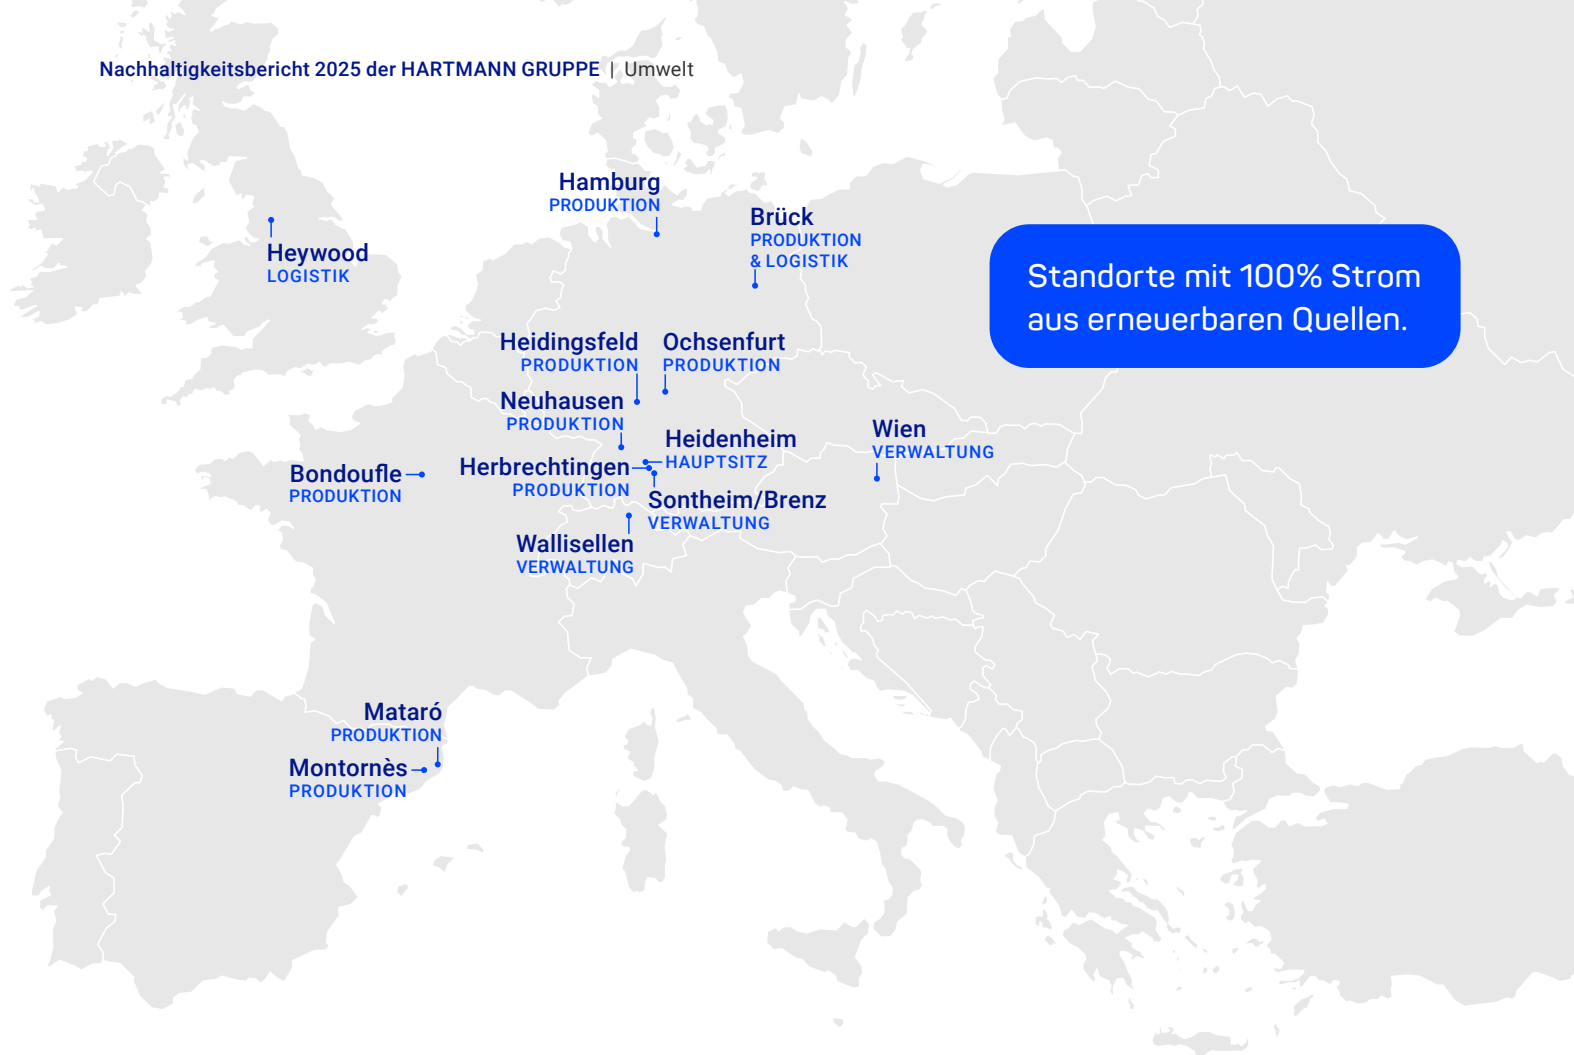 Nachhaltigkeitsbericht 2025 der HARTMANN GRUPPE | Umwelt
Hamburg
PRODUKTION
Brück
PRODUKTION
& LOGISTIK
Heywood
LOGISTIK
Standorte mit 100% Strom
aus erneuerbaren Quellen.
Heidingsfeld
PRODUKTION
Ochsenfurt
PRODUKTION
Neuhausen
PRODUKTION
Heidenheim
HAUPTSITZ
Wien
VERWALTUNG
Bondoufle
PRODUKTION
Herbrechtingen
PRODUKTION
Sontheim/Brenz
VERWALTUNG
Wallisellen
VERWALTUNG
Mataró
PRODUKTION
Montornès
PRODUKTION